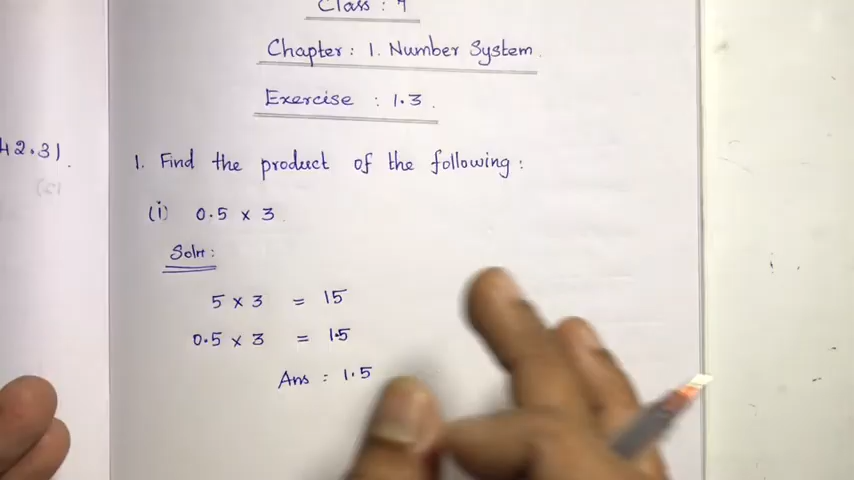 Class : 7
Chapter : 1. Number System.
Exercise : 1.3.
42.31
1. Find the product of the following :
(i) 0.5 × 3.
Soln:
5 × 3 = 15
0.5 × 3 = 1.5
Ans : 1.5